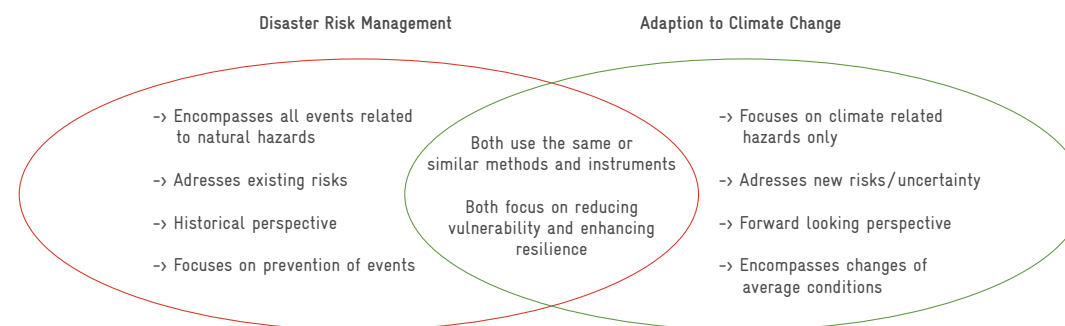 Disaster Risk Management
Adaption to Climate Change
-> Encompasses all events related
to natural hazards
-> Adresses existing risks
-> Historical perspective
-> Focuses on prevention of events
Both use the same or
similar methods and instruments
Both focus on reducing
vulnerability and enhancing
resilience
-> Focuses on climate related
hazards only
-> Adresses new risks/uncertainty
-> Forward looking perspective
-> Encompasses changes of
average conditions